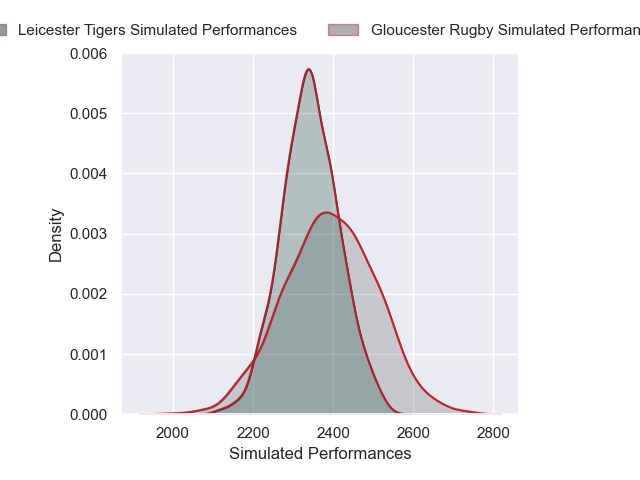 Leicester Tigers Simulated Performances Gloucester Rugby Simulated Performan
0.006
0.005
0.004
0.003
0.002
0.001
0.000
Density
2000 2200 2400 2600 2800
Simulated Performances